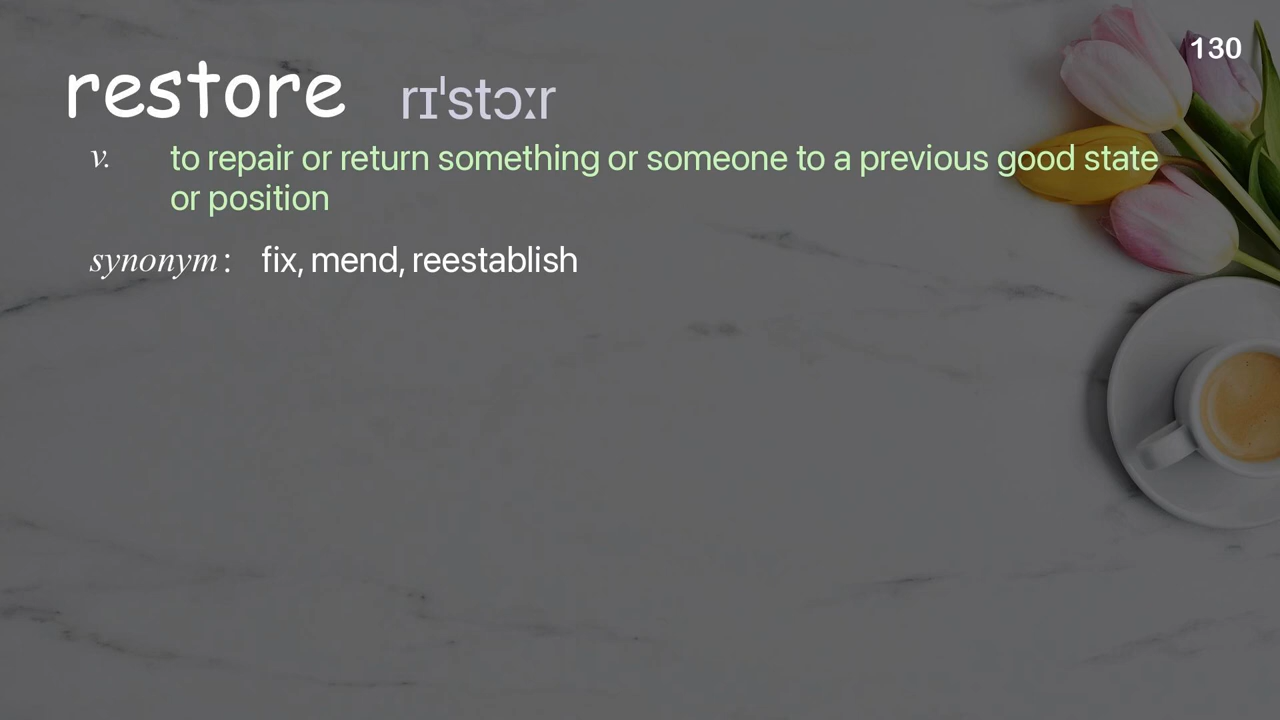 130
restore rɪˈstɔːr
v. to repair or return something or someone to a previous good state
or position
synonym : fix, mend, reestablish